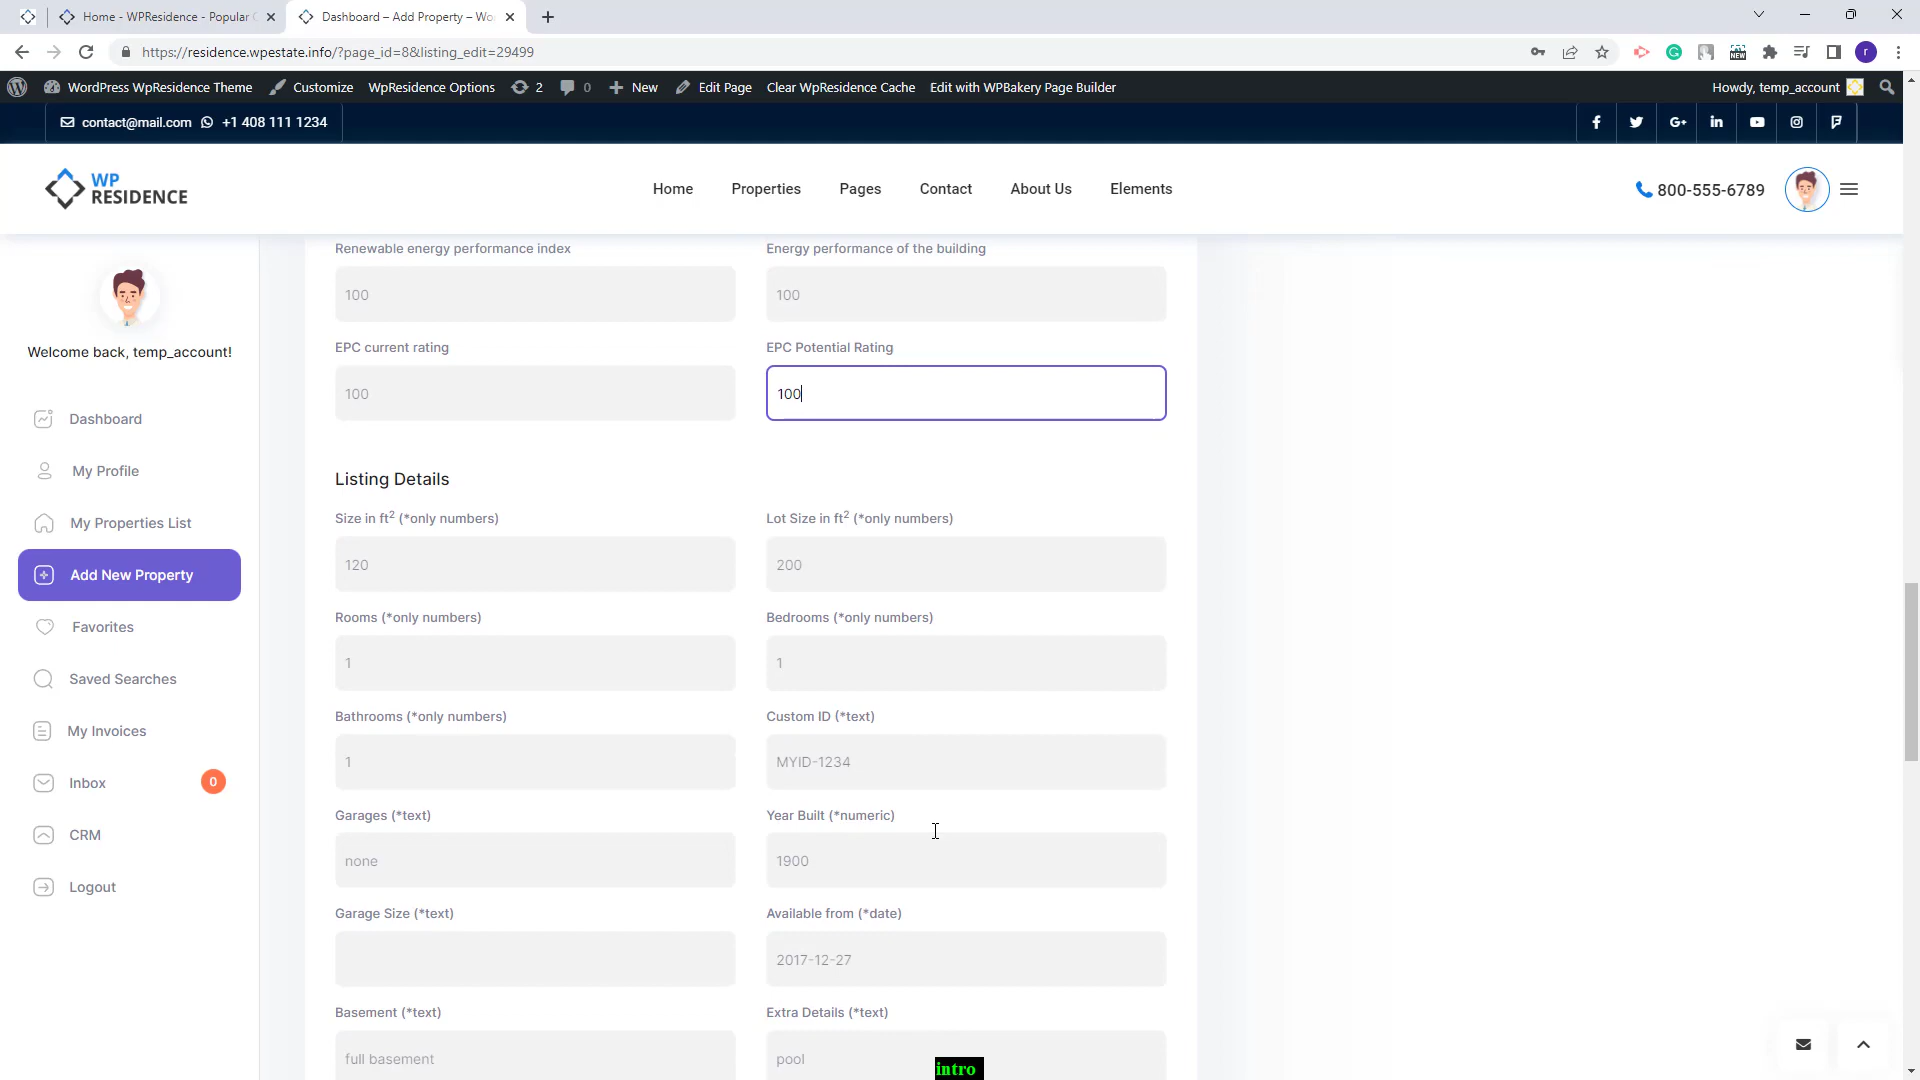 Home - WPResidence - Popular
Dashboard – Add Property – Wo
https://residence.wpestate.info/?page_id=8&listing_edit=29499
NEW
r
WordPress WpResidence Theme
Customize
WpResidence Options
2
0
New
Edit Page
Clear WpResidence Cache
Edit with WPBakery Page Builder
Howdy, temp_account
contact@mail.com
+1 408 111 1234
WP
RESIDENCE
Home
Properties
Pages
Contact
About Us
Elements
800-555-6789
Welcome back, temp_account!
Dashboard
My Profile
My Properties List
Add New Property
Favorites
Saved Searches
My Invoices
Inbox
0
CRM
Logout
Renewable energy performance index
Energy performance of the building
100
100
EPC current rating
EPC Potential Rating
100
100
Listing Details
Size in ft2 (*only numbers)
Lot Size in ft2 (*only numbers)
120
200
Rooms (*only numbers)
Bedrooms (*only numbers)
1
1
Bathrooms (*only numbers)
Custom ID (*text)
1
MYID-1234
Garages (*text)
Year Built (*numeric)
none
1900
Garage Size (*text)
Available from (*date)
2017-12-27
Basement (*text)
Extra Details (*text)
full basement
pool
intro